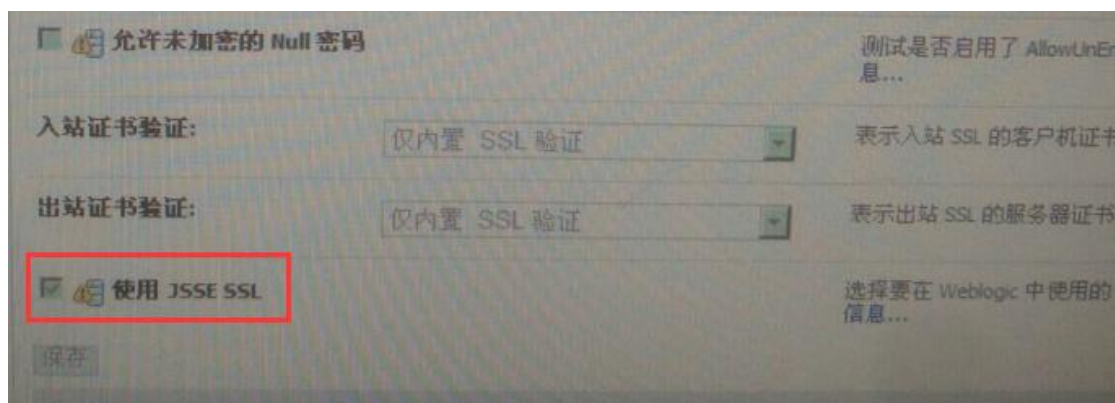 允许未加密的 Null 密码
测试是否启用了 AllowUnEn
息...
入站证书验证:
仅内置 SSL 验证
表示入站 SSL 的客户机证书
出站证书验证:
仅内置 SSL 验证
表示出站 SSL 的服务器证书
使用 JSSE SSL
选择要在 Weblogic 中使用的
信息...
保存